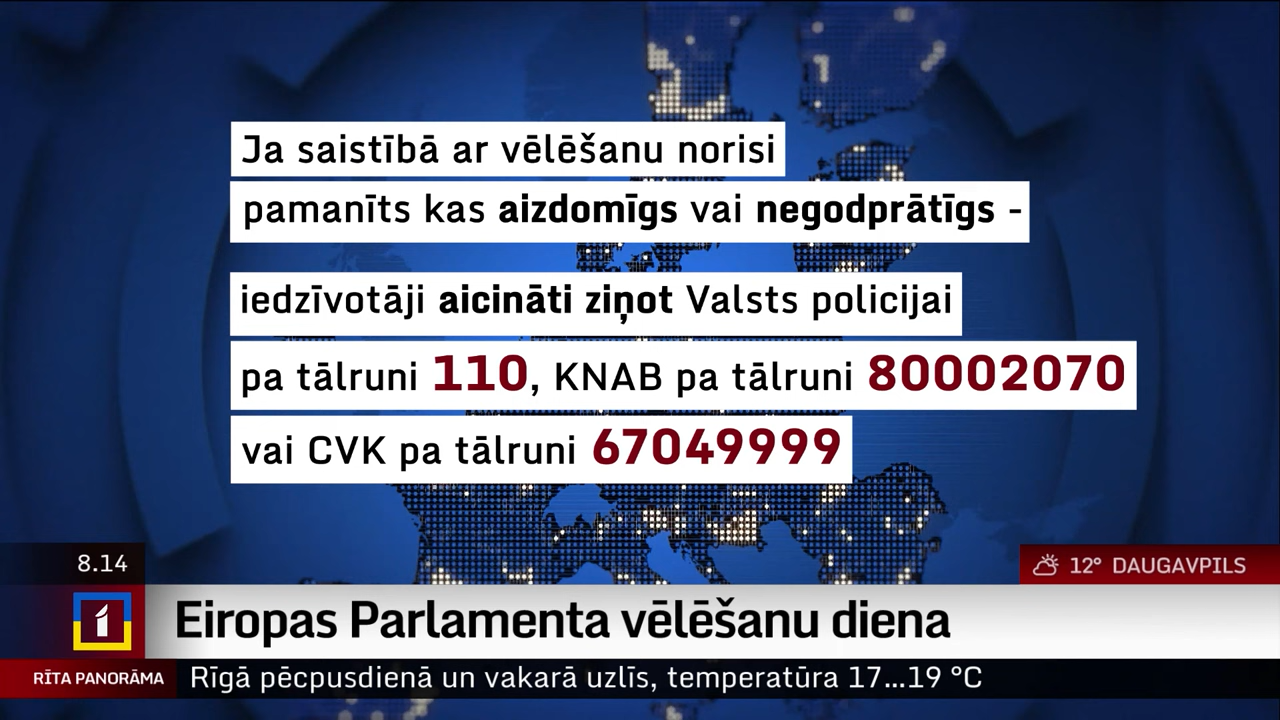 Ja saistībā ar vēlēšanu norisi
pamanīts kas aizdomīgs vai negodprātīgs -
iedzīvotāji aicināti ziņot Valsts policijai
pa tālruni 110, KNAB pa tālruni 80002070
vai CVK pa tālruni 67049999
8.14
12° DAUGAVPILS
1
Eiropas Parlamenta vēlēšanu diena
RĪTA PANORĀMA
Rīgā pēcpusdienā un vakarā uzlīs, temperatūra 17...19 °C